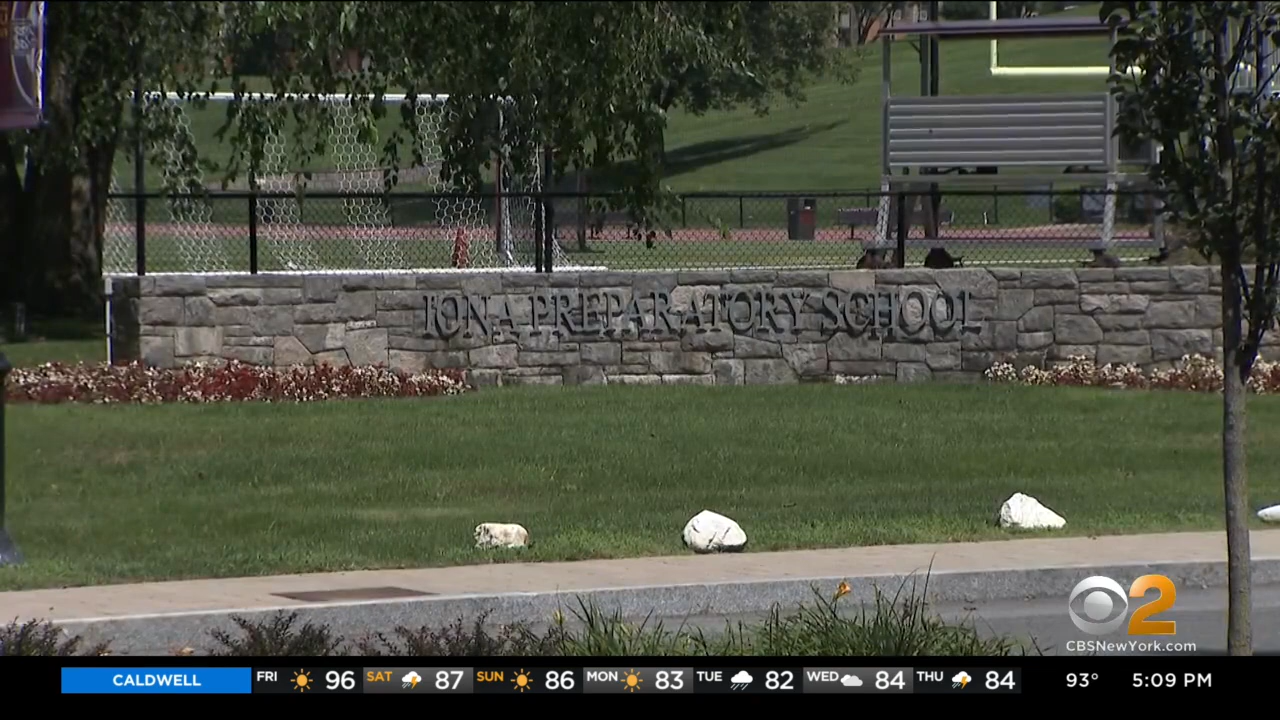 IONA PREPARATORY SCHOOL
2
CBSNewYork.com
CALDWELL FRI 96 SAT 87 SUN 86 MON 83 TUE 82 WED 84 THU 84 93° 5:09 PM